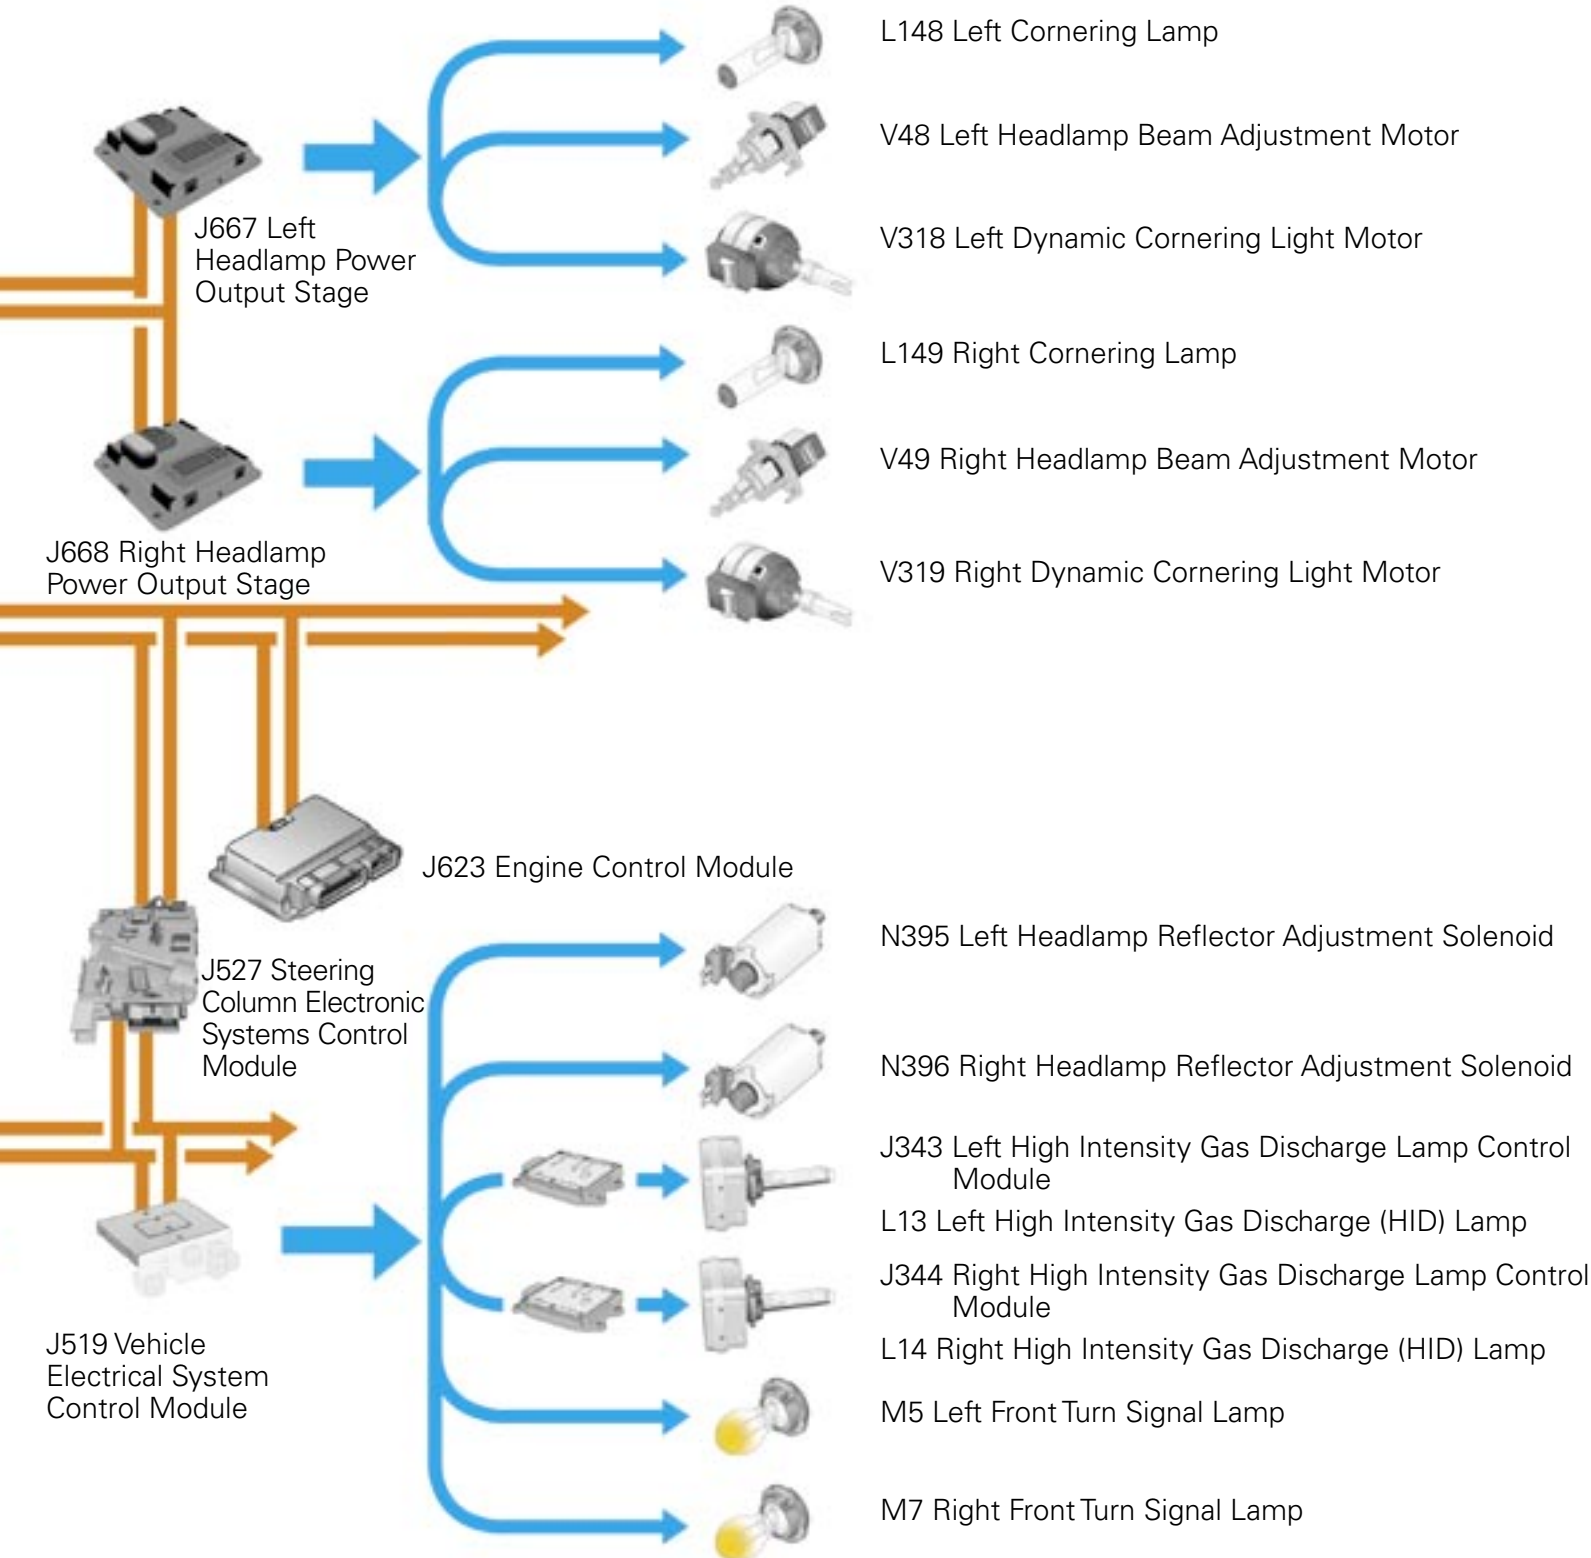 L148 Left Cornering Lamp
V48 Left Headlamp Beam Adjustment Motor
J667 Left
Headlamp Power
Output Stage
V318 Left Dynamic Cornering Light Motor
L149 Right Cornering Lamp
V49 Right Headlamp Beam Adjustment Motor
J668 Right Headlamp
Power Output Stage
V319 Right Dynamic Cornering Light Motor
J623 Engine Control Module
N395 Left Headlamp Reflector Adjustment Solenoid
J527 Steering
Column Electronic
Systems Control
Module
N396 Right Headlamp Reflector Adjustment Solenoid
J343 Left High Intensity Gas Discharge Lamp Control
Module
L13 Left High Intensity Gas Discharge (HID) Lamp
J344 Right High Intensity Gas Discharge Lamp Control
Module
L14 Right High Intensity Gas Discharge (HID) Lamp
J519 Vehicle
Electrical System
Control Module
M5 Left Front Turn Signal Lamp
M7 Right Front Turn Signal Lamp